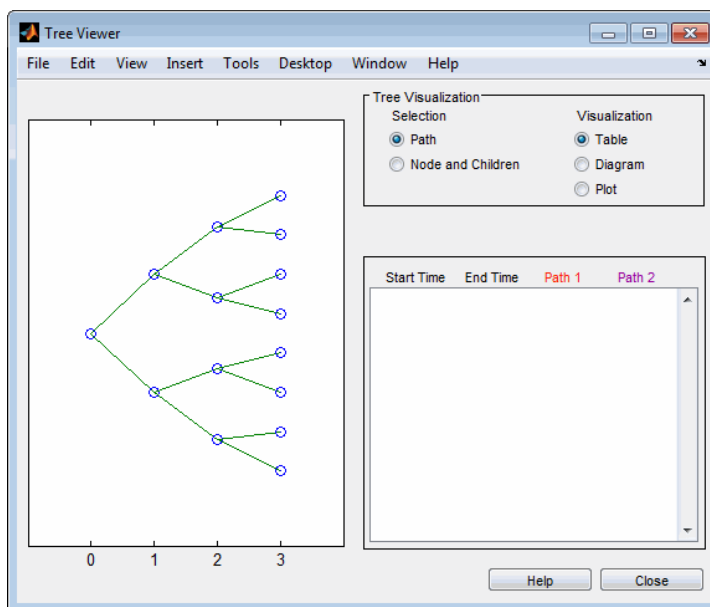 Tree Viewer
File Edit View Insert Tools Desktop Window Help
Tree Visualization
Selection Visualization
Path Table
Node and Children Diagram
Plot
Start Time End Time Path 1 Path 2
0 1 2 3
Help Close